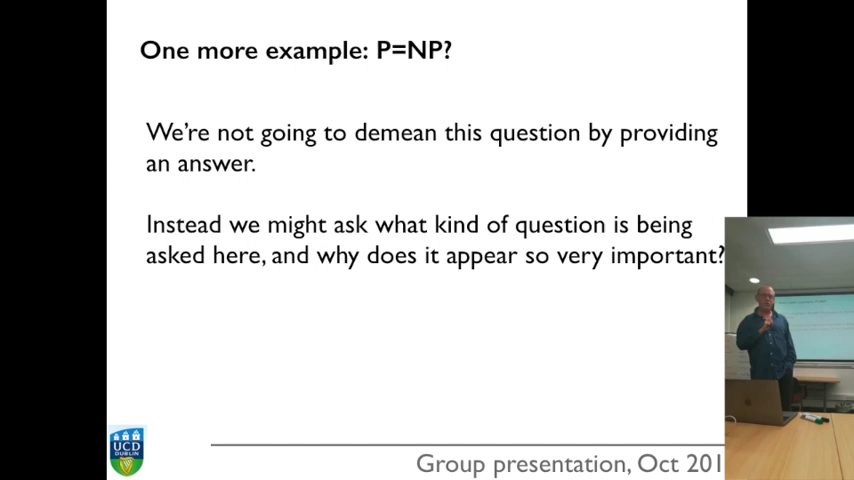 One more example: P=NP?
We're not going to demean this question by providing
an answer.
Instead we might ask what kind of question is being
asked here, and why does it appear so very important?
UCD
DUBLIN
Group presentation, Oct 201